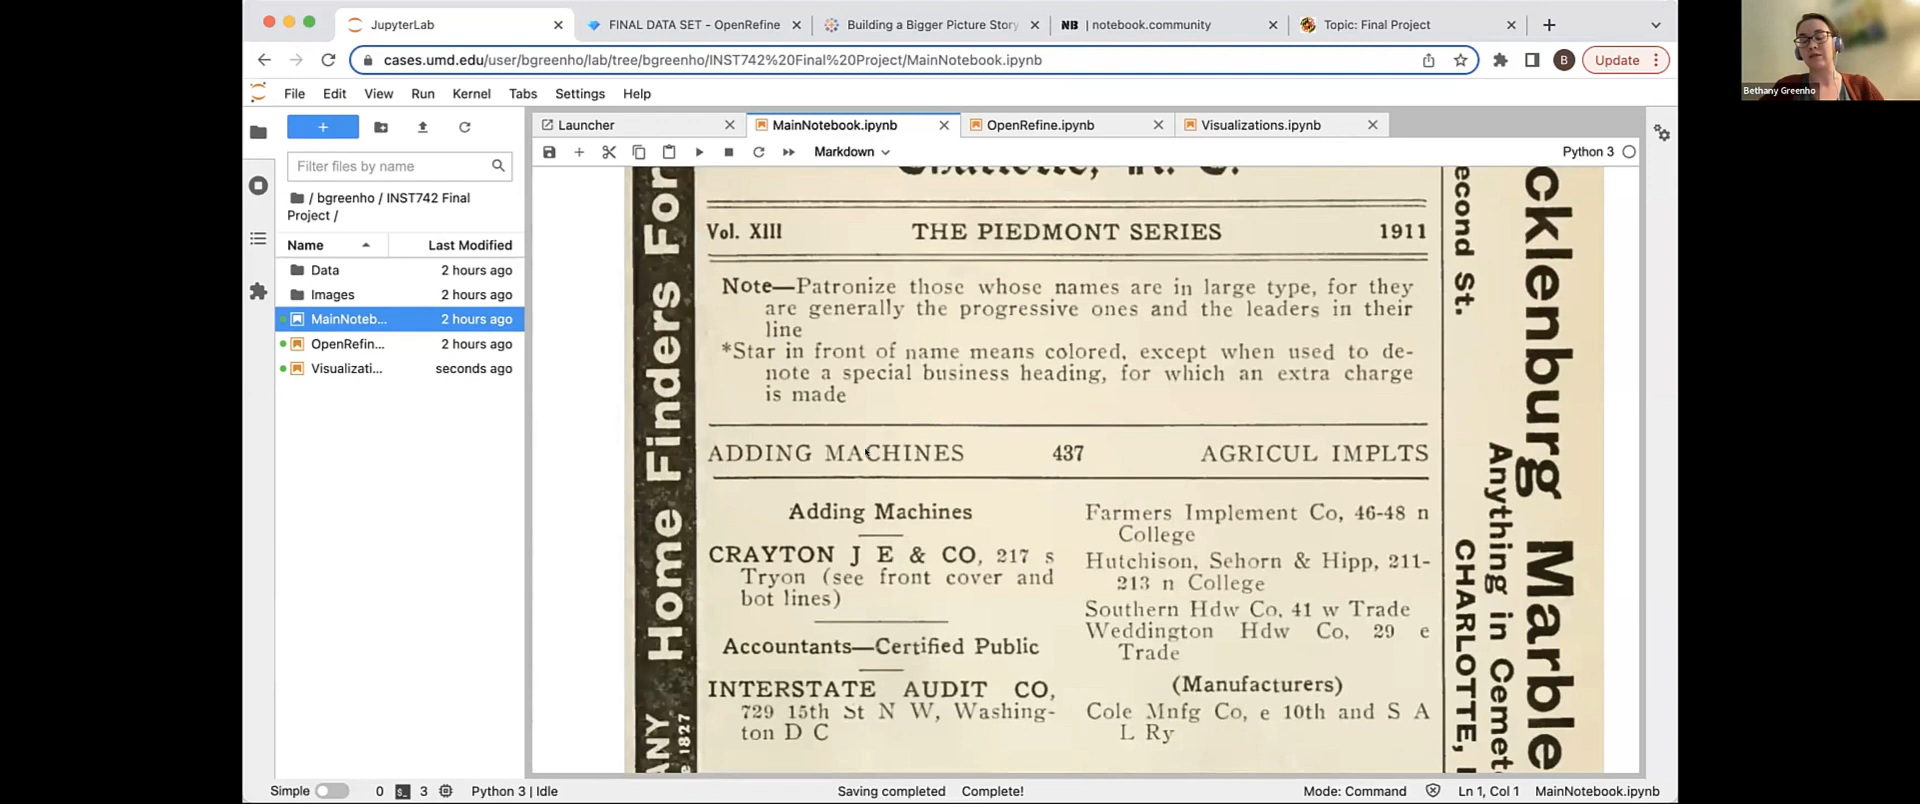 JupyterLab
FINAL DATA SET - OpenRefine
Building a Bigger Picture Story
NB | notebook.community
Topic: Final Project
cases.umd.edu/user/bgreenho/lab/tree/bgreenho/INST742%20Final%20Project/MainNotebook.ipynb
B
Update
Bethany Greenho
File Edit View Run Kernel Tabs Settings Help
Launcher
MainNotebook.ipynb
OpenRefine.ipynb
Visualizations.ipynb
Markdown
Python 3
Filter files by name
/ bgreenho / INST742 Final
Project /
Name Last Modified
Data 2 hours ago
Images 2 hours ago
MainNoteb... 2 hours ago
OpenRefin... 2 hours ago
Visualizati... seconds ago
Home Finders For
ANY
1827
Charlotte, N. C.
Vol. XIII THE PIEDMONT SERIES 1911
Note—Patronize those whose names are in large type, for they
are generally the progressive ones and the leaders in their
line
*Star in front of name means colored, except when used to de-
note a special business heading, for which an extra charge
is made
ADDING MACHINES 437 AGRICUL IMPLTS
Adding Machines
CRAYTON J E & CO, 217 s
Tryon (see front cover and
bot lines)
Accountants—Certified Public
INTERSTATE AUDIT CO,
729 15th St N W, Washing-
ton D C
Farmers Implement Co, 46-48 n
College
Hutchison, Sehorn & Hipp, 211-
213 n College
Southern Hdw Co, 41 w Trade
Weddington Hdw Co, 29 e
Trade
(Manufacturers)
Cole Mnfg Co, e 10th and S A
L Ry
cklenburg Marble
Anything in Cemet
econd St.
CHARLOTTE,
Simple 0 3 Python 3 | Idle Saving completed Complete! Mode: Command Ln 1, Col 1 MainNotebook.ipynb